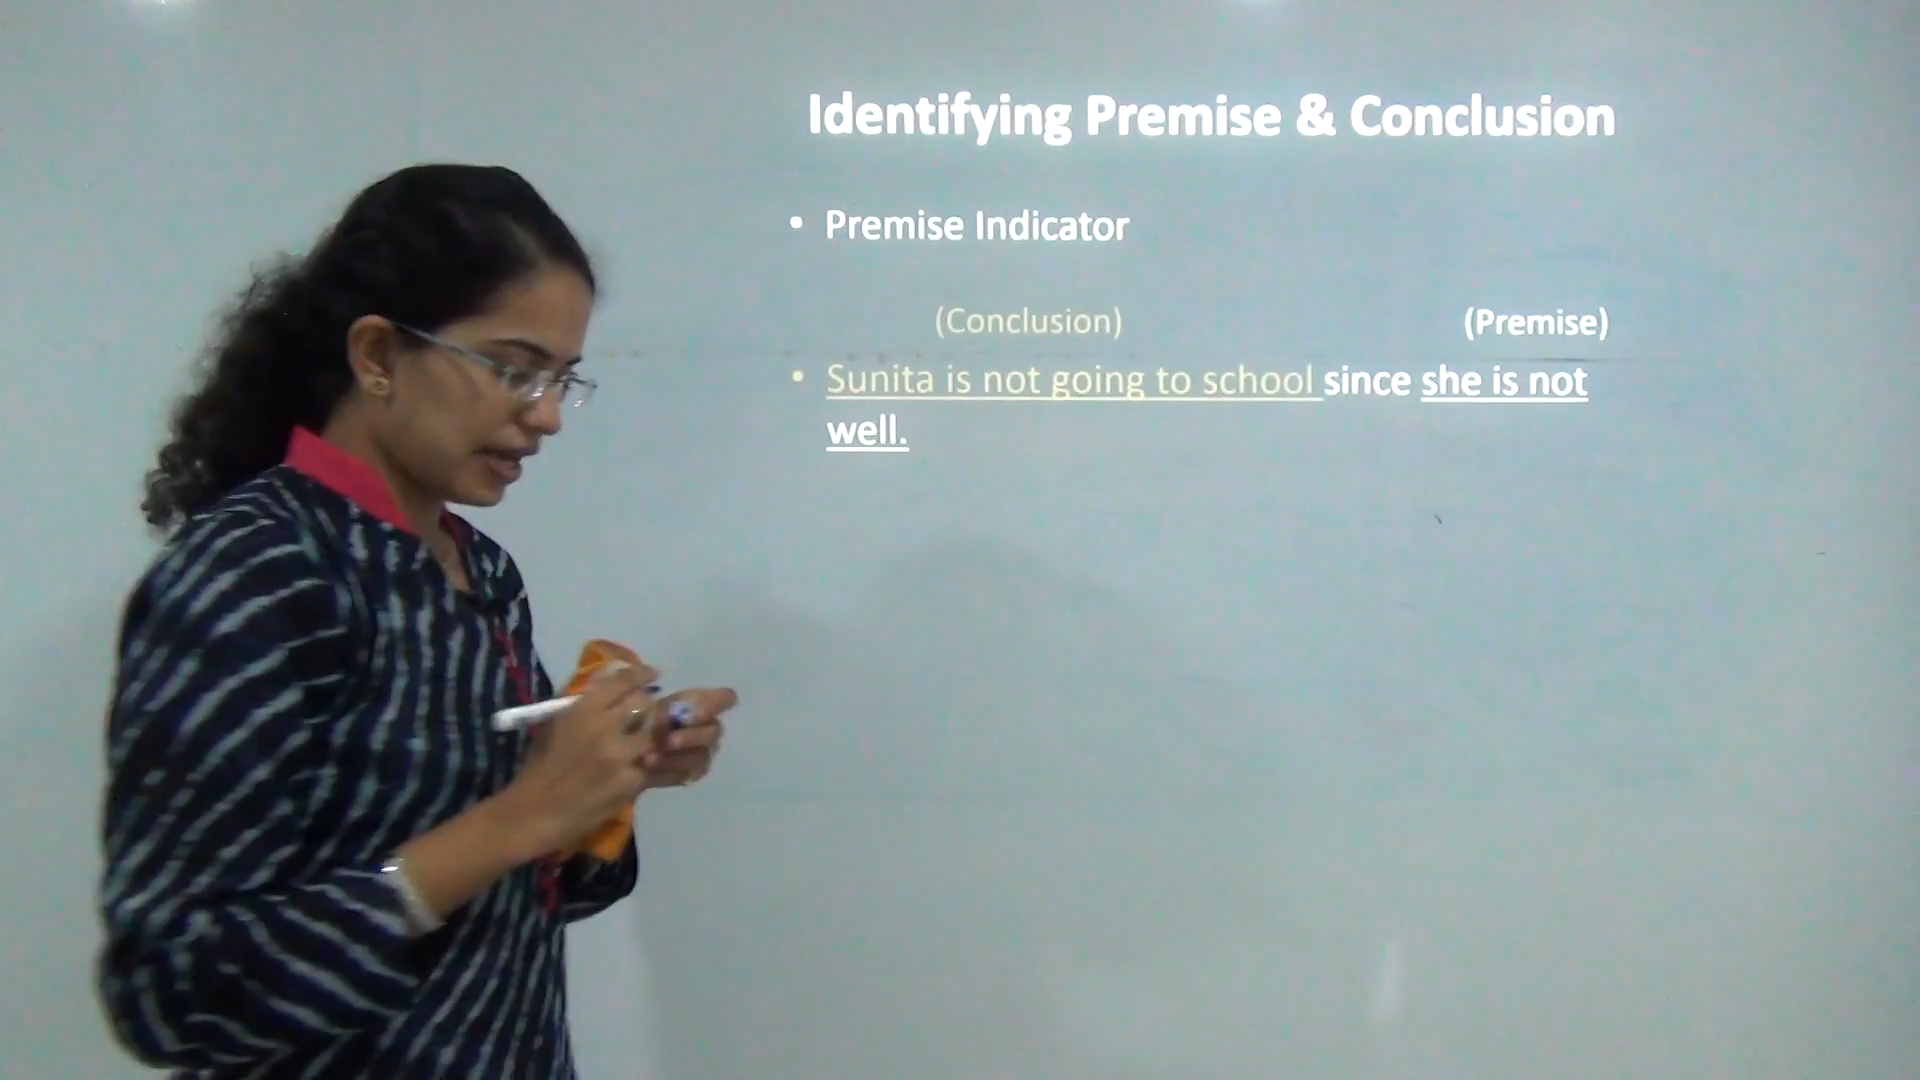 Identifying Premise & Conclusion
• Premise Indicator
(Conclusion) (Premise)
• Sunita is not going to school since she is not
well.